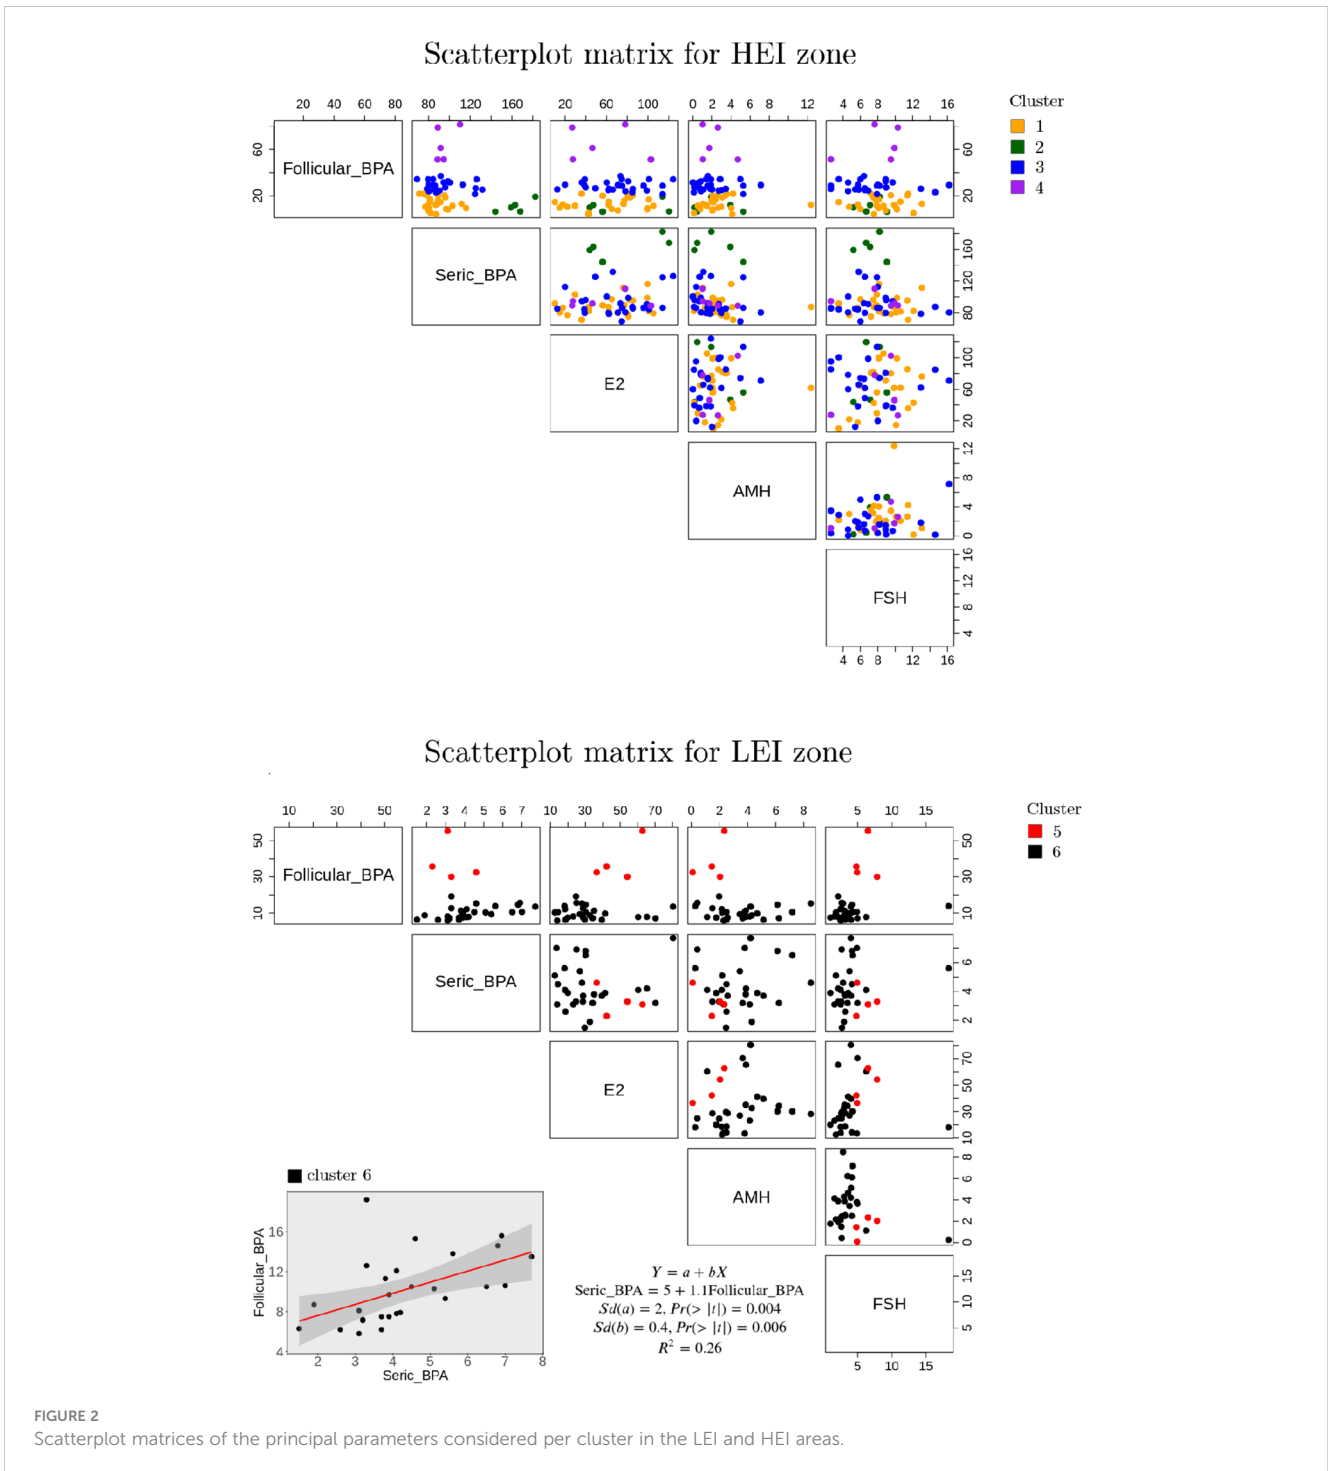 Scatterplot matrix for HEI zone
20 40 60 80 80 120 160 20 60 100 0 2 4 6 8 12 4 6 8 12 16
Cluster
1
2
3
4
Follicular_BPA
60
20
Seric_BPA
160
120
80
E2
100
60
20
AMH
12
8
4
0
FSH
16
12
8
4
4 6 8 12 16
Scatterplot matrix for LEI zone
10 30 50 2 3 4 5 6 7 10 30 50 70 0 2 4 6 8 5 10 15
Cluster
5
6
50
30
10
Follicular_BPA
50
30
10
Seric_BPA
6
4
2
E2
70
50
30
10
AMH
8
6
4
2
0
FSH
15
10
5
5 10 15
cluster 6
Follicular_BPA
16
12
8
4
2 3 4 5 6 7 8
Seric_BPA
Y = a + bX
Seric_BPA = 5 + 1.1Follicular_BPA
Sd(a) = 2, Pr(> |t|) = 0.004
Sd(b) = 0.4, Pr(> |t|) = 0.006
R² = 0.26
FIGURE 2
Scatterplot matrices of the principal parameters considered per cluster in the LEI and HEI areas.